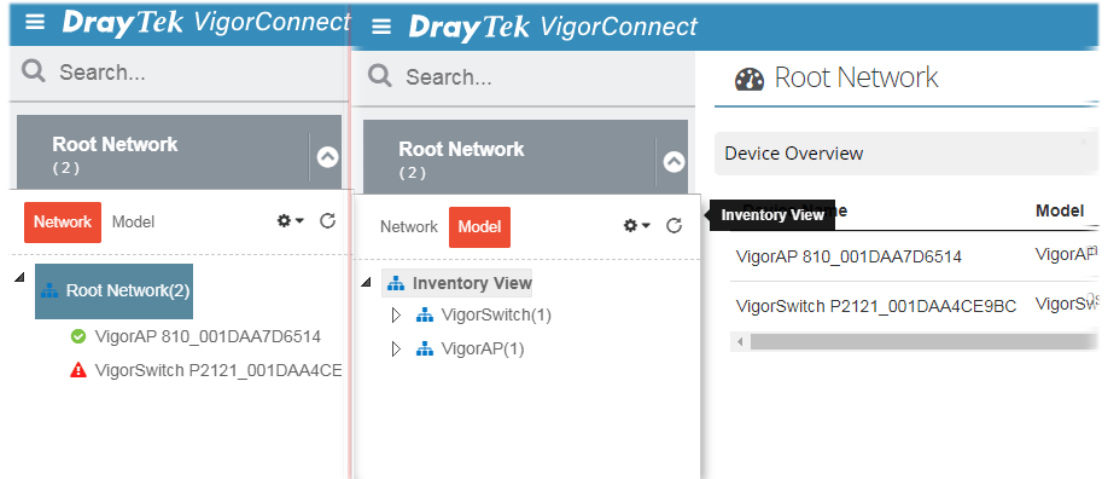 DrayTek VigorConnect
Search...
Root Network
(2)
Network Model
Root Network(2)
VigorAP 810_001DAA7D6514
VigorSwitch P2121_001DAA4CE
DrayTek VigorConnect
Search...
Root Network
(2)
Network Model
Inventory View
VigorSwitch(1)
VigorAP(1)
Root Network
Device Overview
Inventory View
Model
VigorAP 810_001DAA7D6514 VigorAP
VigorSwitch P2121_001DAA4CE9BC